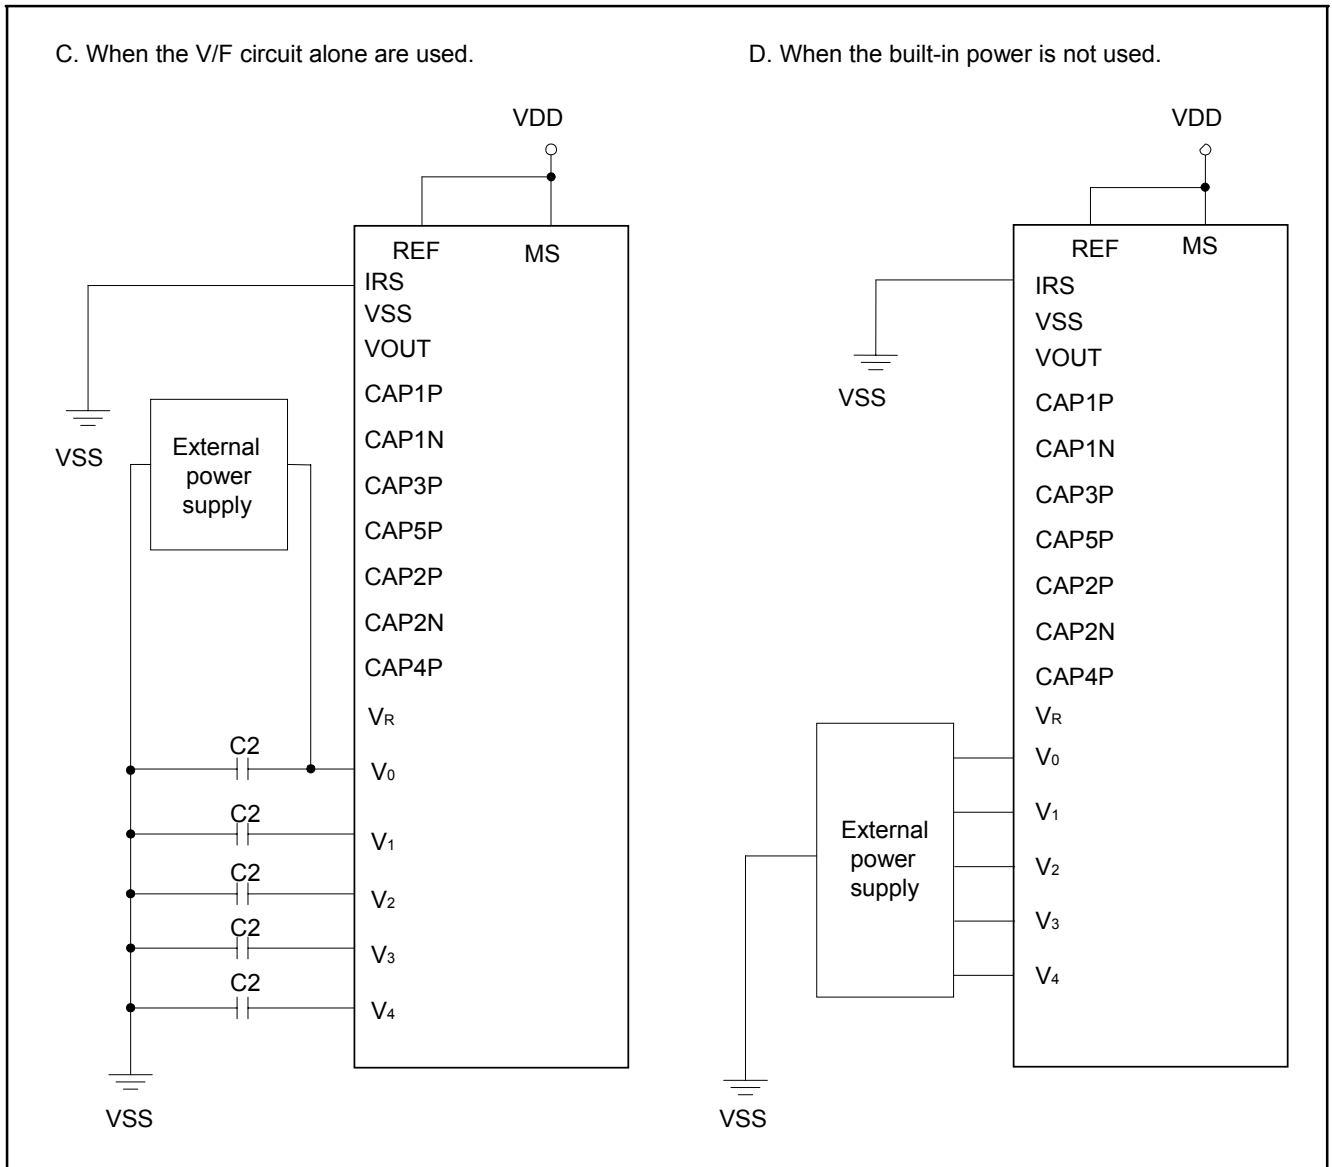 C. When the V/F circuit alone are used.
VDD
REF MS
IRS
VSS
VOUT
CAP1P
CAP1N
CAP3P
CAP5P
CAP2P
CAP2N
CAP4P
VR
V0
V1
V2
V3
V4
VSS
External
power
supply
C2
C2
C2
C2
C2
VSS
D. When the built-in power is not used.
VDD
REF MS
IRS
VSS
VOUT
CAP1P
CAP1N
CAP3P
CAP5P
CAP2P
CAP2N
CAP4P
VR
V0
V1
V2
V3
V4
VSS
External
power
supply
VSS